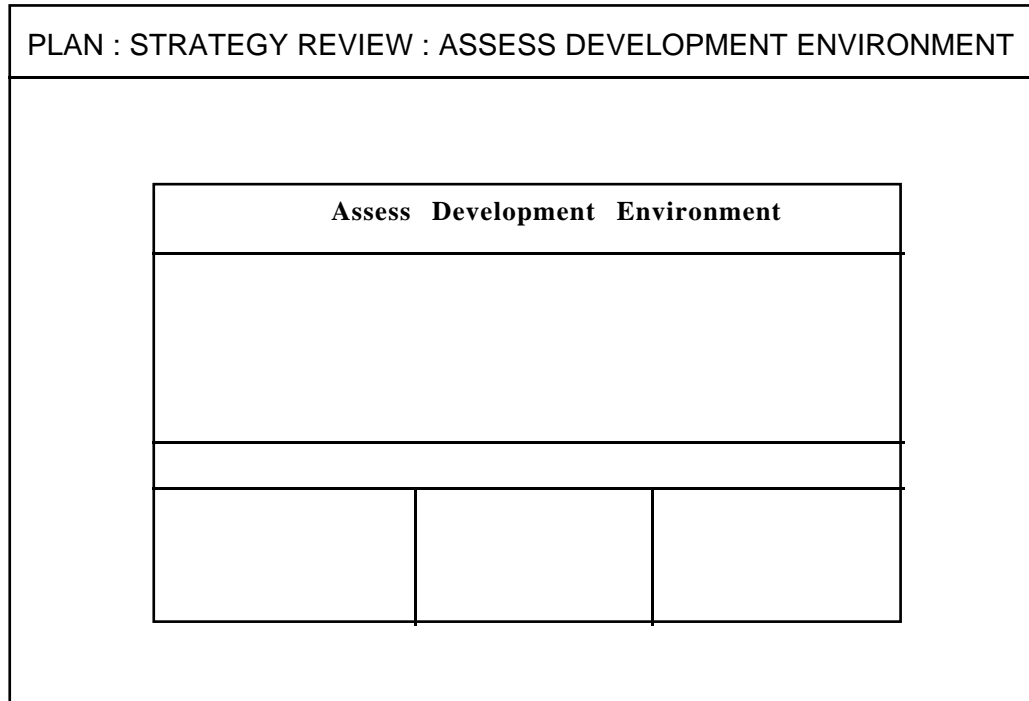 PLAN : STRATEGY REVIEW : ASSESS DEVELOPMENT ENVIRONMENT
Assess Development Environment